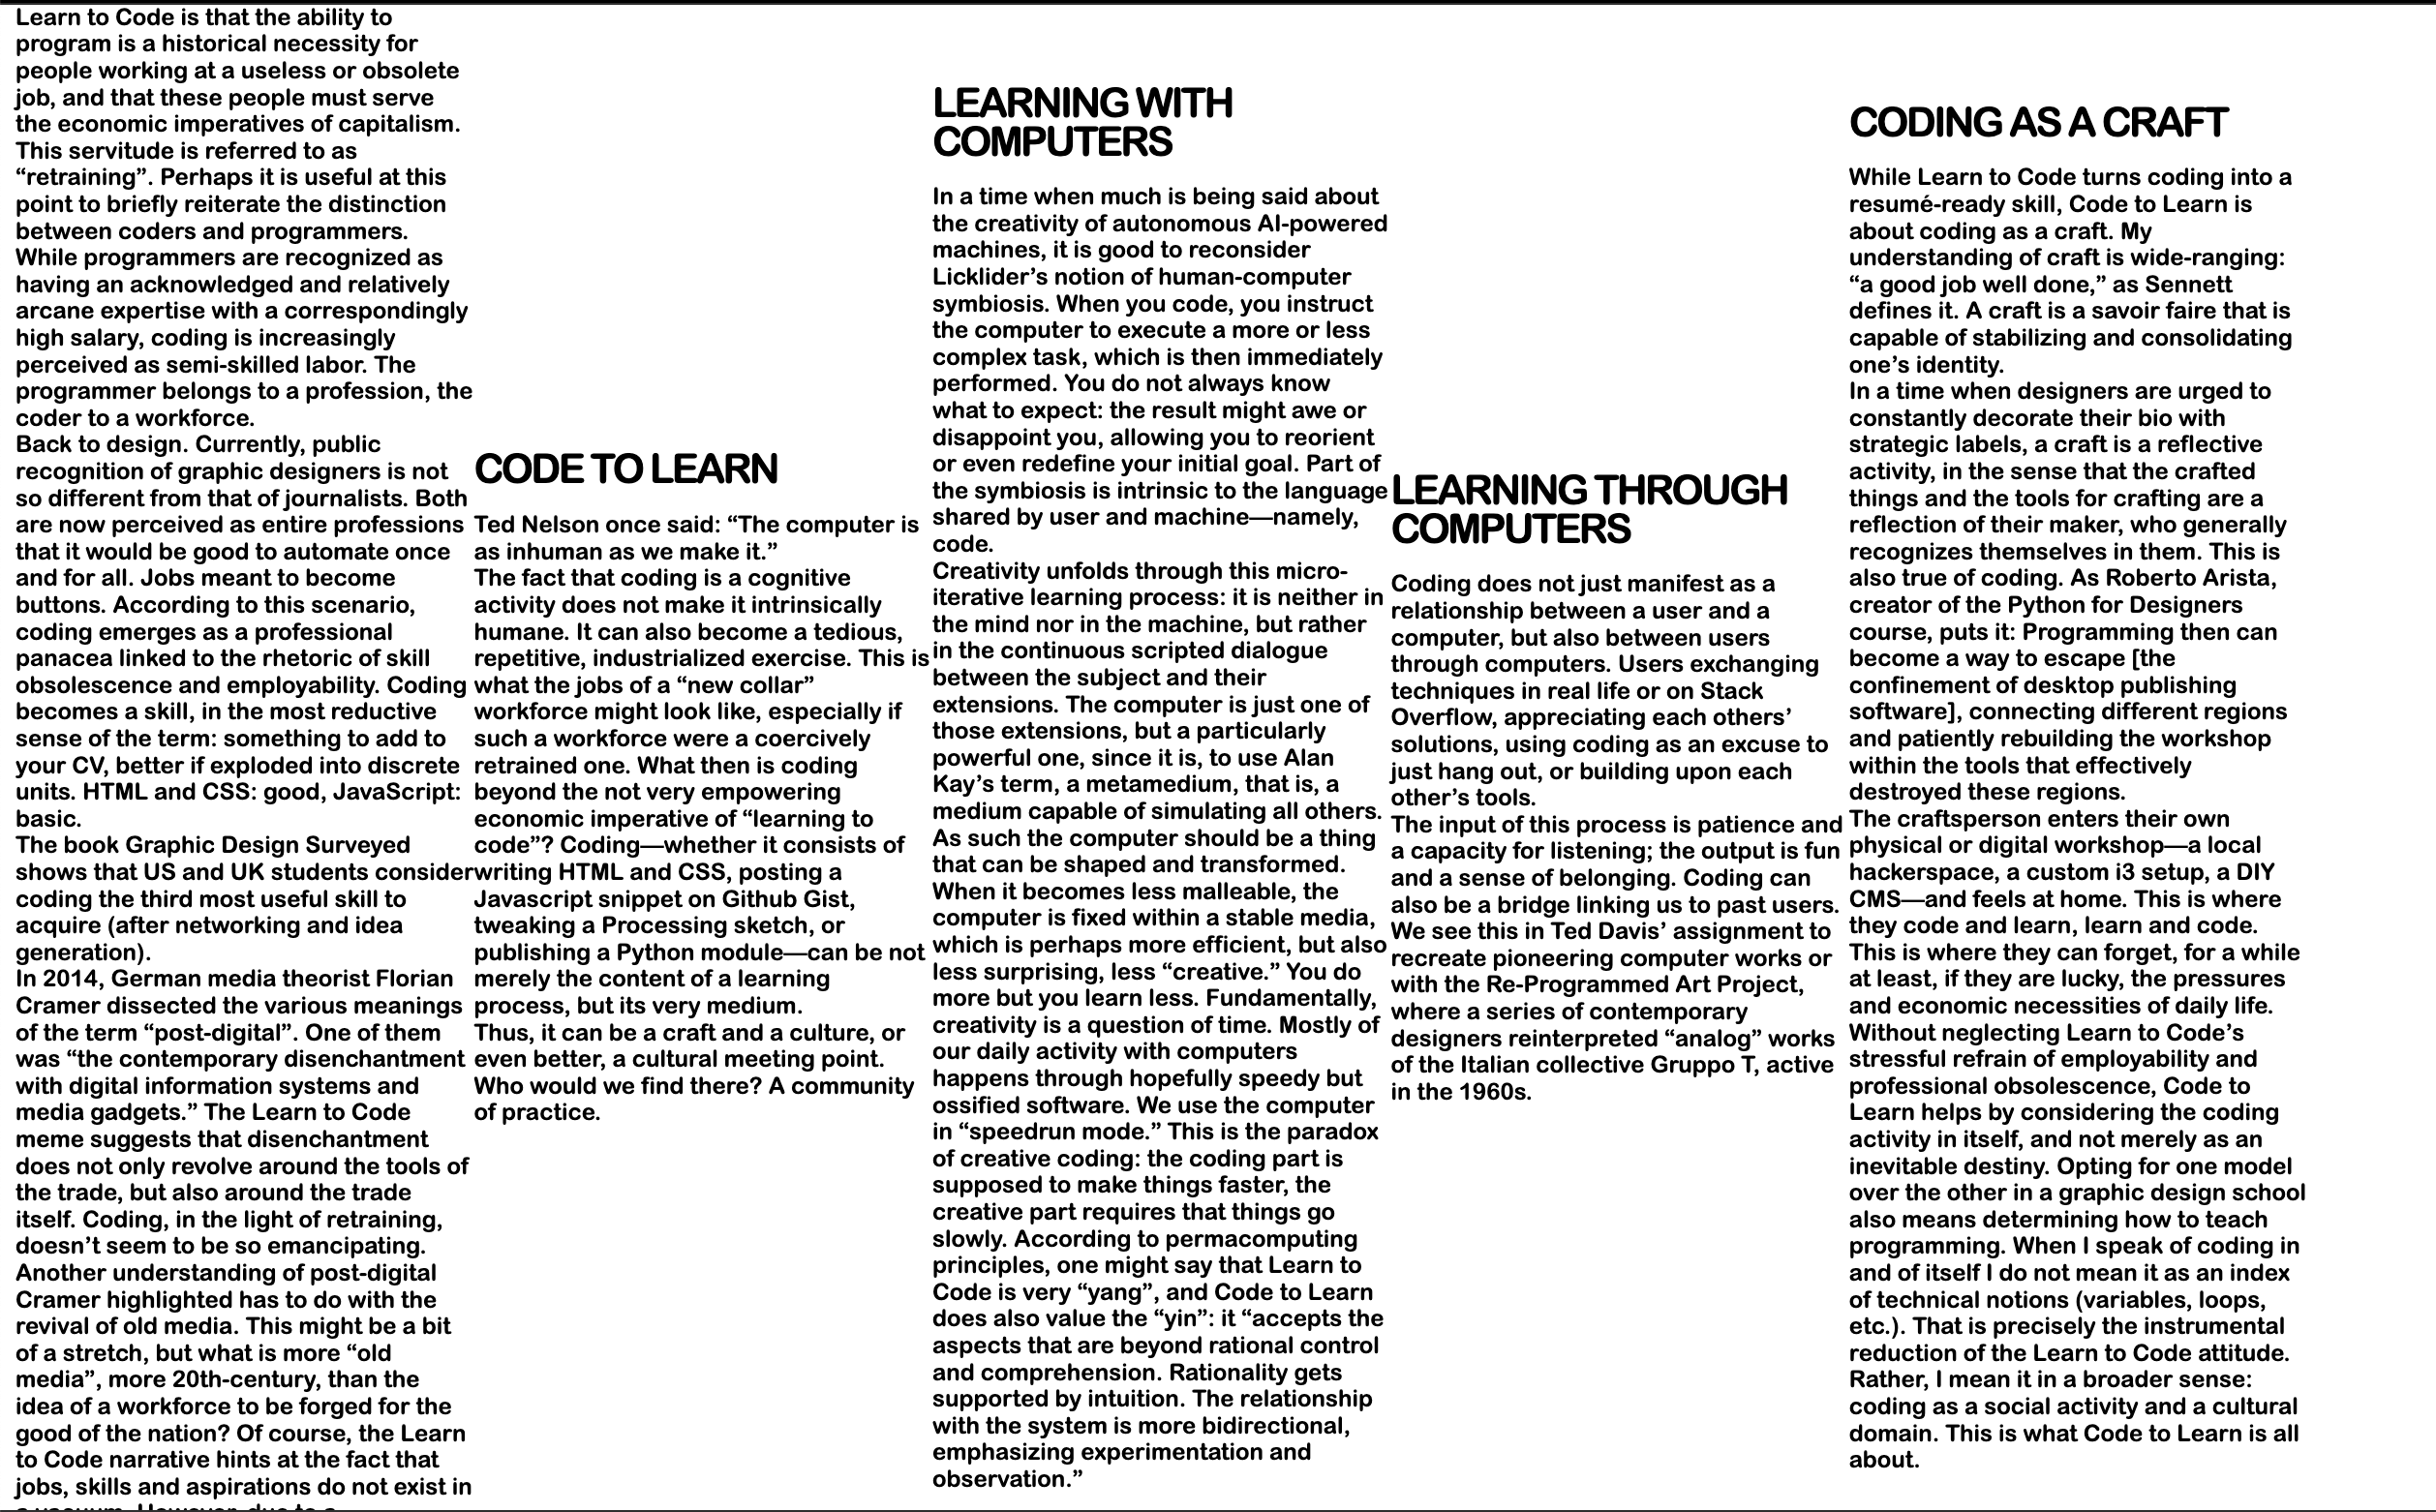 Learn to Code is that the ability to
program is a historical necessity for
people working at a useless or obsolete
job, and that these people must serve
the economic imperatives of capitalism.
This servitude is referred to as
“retraining”. Perhaps it is useful at this
point to briefly reiterate the distinction
between coders and programmers.
While programmers are recognized as
having an acknowledged and relatively
arcane expertise with a correspondingly
high salary, coding is increasingly
perceived as semi-skilled labor. The
programmer belongs to a profession, the
coder to a workforce.
Back to design. Currently, public
recognition of graphic designers is not
so different from that of journalists. Both
are now perceived as entire professions
that it would be good to automate once
and for all. Jobs meant to become
buttons. According to this scenario,
coding emerges as a professional
panacea linked to the rhetoric of skill
obsolescence and employability. Coding
becomes a skill, in the most reductive
sense of the term: something to add to
your CV, better if exploded into discrete
units. HTML and CSS: good, JavaScript:
basic.
The book Graphic Design Surveyed
shows that US and UK students consider
coding the third most useful skill to
acquire (after networking and idea
generation).
In 2014, German media theorist Florian
Cramer dissected the various meanings
of the term “post-digital”. One of them
was “the contemporary disenchantment
with digital information systems and
media gadgets.” The Learn to Code
meme suggests that disenchantment
does not only revolve around the tools of
the trade, but also around the trade
itself. Coding, in the light of retraining,
doesn’t seem to be so emancipating.
Another understanding of post-digital
Cramer highlighted has to do with the
revival of old media. This might be a bit
of a stretch, but what is more “old
media”, more 20th-century, than the
idea of a workforce to be forged for the
good of the nation? Of course, the Learn
to Code narrative hints at the fact that
jobs, skills and aspirations do not exist in
a vacuum. However, due to a
CODE TO LEARN
Ted Nelson once said: “The computer is
as inhuman as we make it.”
The fact that coding is a cognitive
activity does not make it intrinsically
humane. It can also become a tedious,
repetitive, industrialized exercise. This is
what the jobs of a “new collar”
workforce might look like, especially if
such a workforce were a coercively
retrained one. What then is coding
beyond the not very empowering
economic imperative of “learning to
code”? Coding—whether it consists of
writing HTML and CSS, posting a
Javascript snippet on Github Gist,
tweaking a Processing sketch, or
publishing a Python module—can be not
merely the content of a learning
process, but its very medium.
Thus, it can be a craft and a culture, or
even better, a cultural meeting point.
Who would we find there? A community
of practice.
LEARNING WITH
COMPUTERS
In a time when much is being said about
the creativity of autonomous AI-powered
machines, it is good to reconsider
Licklider’s notion of human-computer
symbiosis. When you code, you instruct
the computer to execute a more or less
complex task, which is then immediately
performed. You do not always know
what to expect: the result might awe or
disappoint you, allowing you to reorient
or even redefine your initial goal. Part of
the symbiosis is intrinsic to the language
shared by user and machine—namely,
code.
Creativity unfolds through this micro-
iterative learning process: it is neither in
the mind nor in the machine, but rather
in the continuous scripted dialogue
between the subject and their
extensions. The computer is just one of
those extensions, but a particularly
powerful one, since it is, to use Alan
Kay’s term, a metamedium, that is, a
medium capable of simulating all others.
As such the computer should be a thing
that can be shaped and transformed.
When it becomes less malleable, the
computer is fixed within a stable media,
which is perhaps more efficient, but also
less surprising, less “creative.” You do
more but you learn less. Fundamentally,
creativity is a question of time. Mostly of
our daily activity with computers
happens through hopefully speedy but
ossified software. We use the computer
in “speedrun mode.” This is the paradox
of creative coding: the coding part is
supposed to make things faster, the
creative part requires that things go
slowly. According to permacomputing
principles, one might say that Learn to
Code is very “yang”, and Code to Learn
does also value the “yin”: it “accepts the
aspects that are beyond rational control
and comprehension. Rationality gets
supported by intuition. The relationship
with the system is more bidirectional,
emphasizing experimentation and
observation.”
LEARNING THROUGH
COMPUTERS
Coding does not just manifest as a
relationship between a user and a
computer, but also between users
through computers. Users exchanging
techniques in real life or on Stack
Overflow, appreciating each others’
solutions, using coding as an excuse to
just hang out, or building upon each
other’s tools.
The input of this process is patience and
a capacity for listening; the output is fun
and a sense of belonging. Coding can
also be a bridge linking us to past users.
We see this in Ted Davis’ assignment to
recreate pioneering computer works or
with the Re-Programmed Art Project,
where a series of contemporary
designers reinterpreted “analog” works
of the Italian collective Gruppo T, active
in the 1960s.
CODING AS A CRAFT
While Learn to Code turns coding into a
resumé-ready skill, Code to Learn is
about coding as a craft. My
understanding of craft is wide-ranging:
“a good job well done,” as Sennett
defines it. A craft is a savoir faire that is
capable of stabilizing and consolidating
one’s identity.
In a time when designers are urged to
constantly decorate their bio with
strategic labels, a craft is a reflective
activity, in the sense that the crafted
things and the tools for crafting are a
reflection of their maker, who generally
recognizes themselves in them. This is
also true of coding. As Roberto Arista,
creator of the Python for Designers
course, puts it: Programming then can
become a way to escape [the
confinement of desktop publishing
software], connecting different regions
and patiently rebuilding the workshop
within the tools that effectively
destroyed these regions.
The craftsperson enters their own
physical or digital workshop—a local
hackerspace, a custom i3 setup, a DIY
CMS—and feels at home. This is where
they code and learn, learn and code.
This is where they can forget, for a while
at least, if they are lucky, the pressures
and economic necessities of daily life.
Without neglecting Learn to Code’s
stressful refrain of employability and
professional obsolescence, Code to
Learn helps by considering the coding
activity in itself, and not merely as an
inevitable destiny. Opting for one model
over the other in a graphic design school
also means determining how to teach
programming. When I speak of coding in
and of itself I do not mean it as an index
of technical notions (variables, loops,
etc.). That is precisely the instrumental
reduction of the Learn to Code attitude.
Rather, I mean it in a broader sense:
coding as a social activity and a cultural
domain. This is what Code to Learn is all
about.